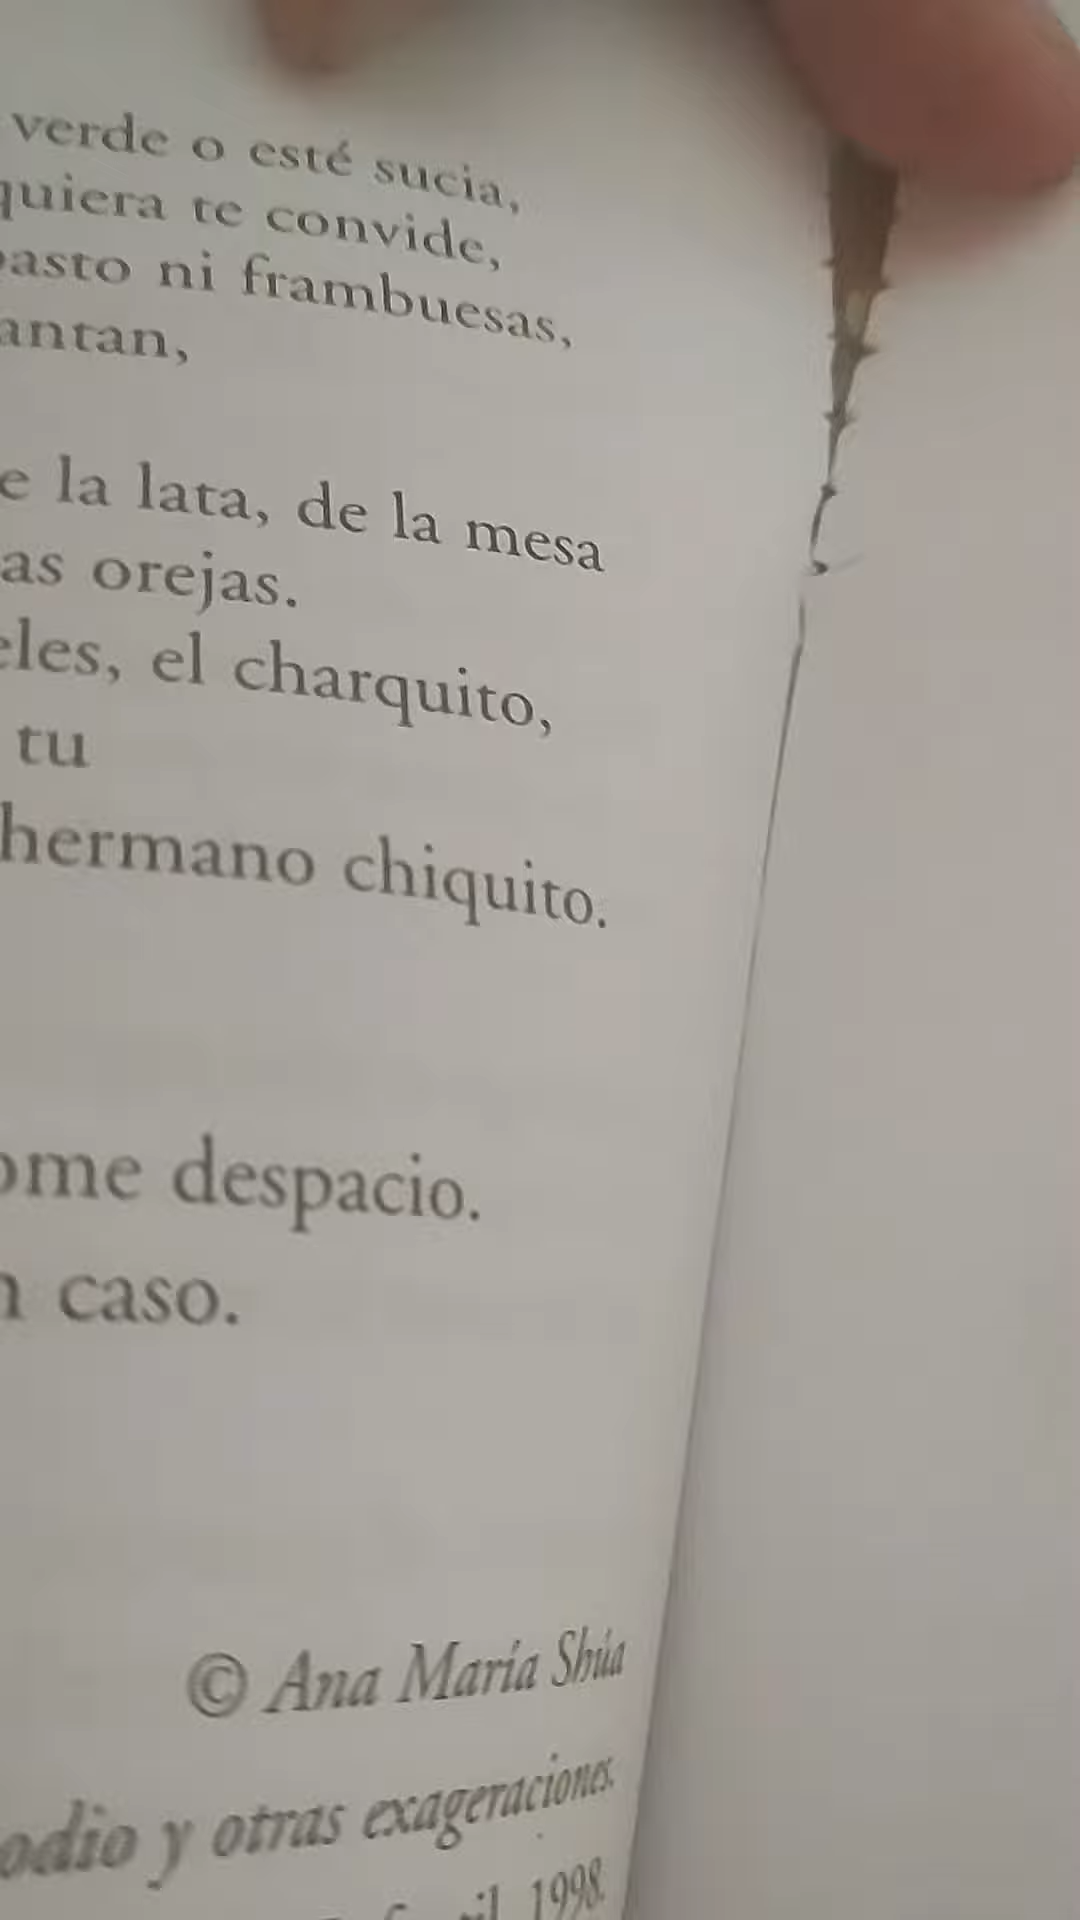 verde o esté sucia,
quiera te convide,
pasto ni frambuesas,
antan,
e la lata, de la mesa
as orejas.
eles, el charquito,
tu
hermano chiquito.
ome despacio.
n caso.
© Ana María Shúa
odio y otras exageraciones.
1998.